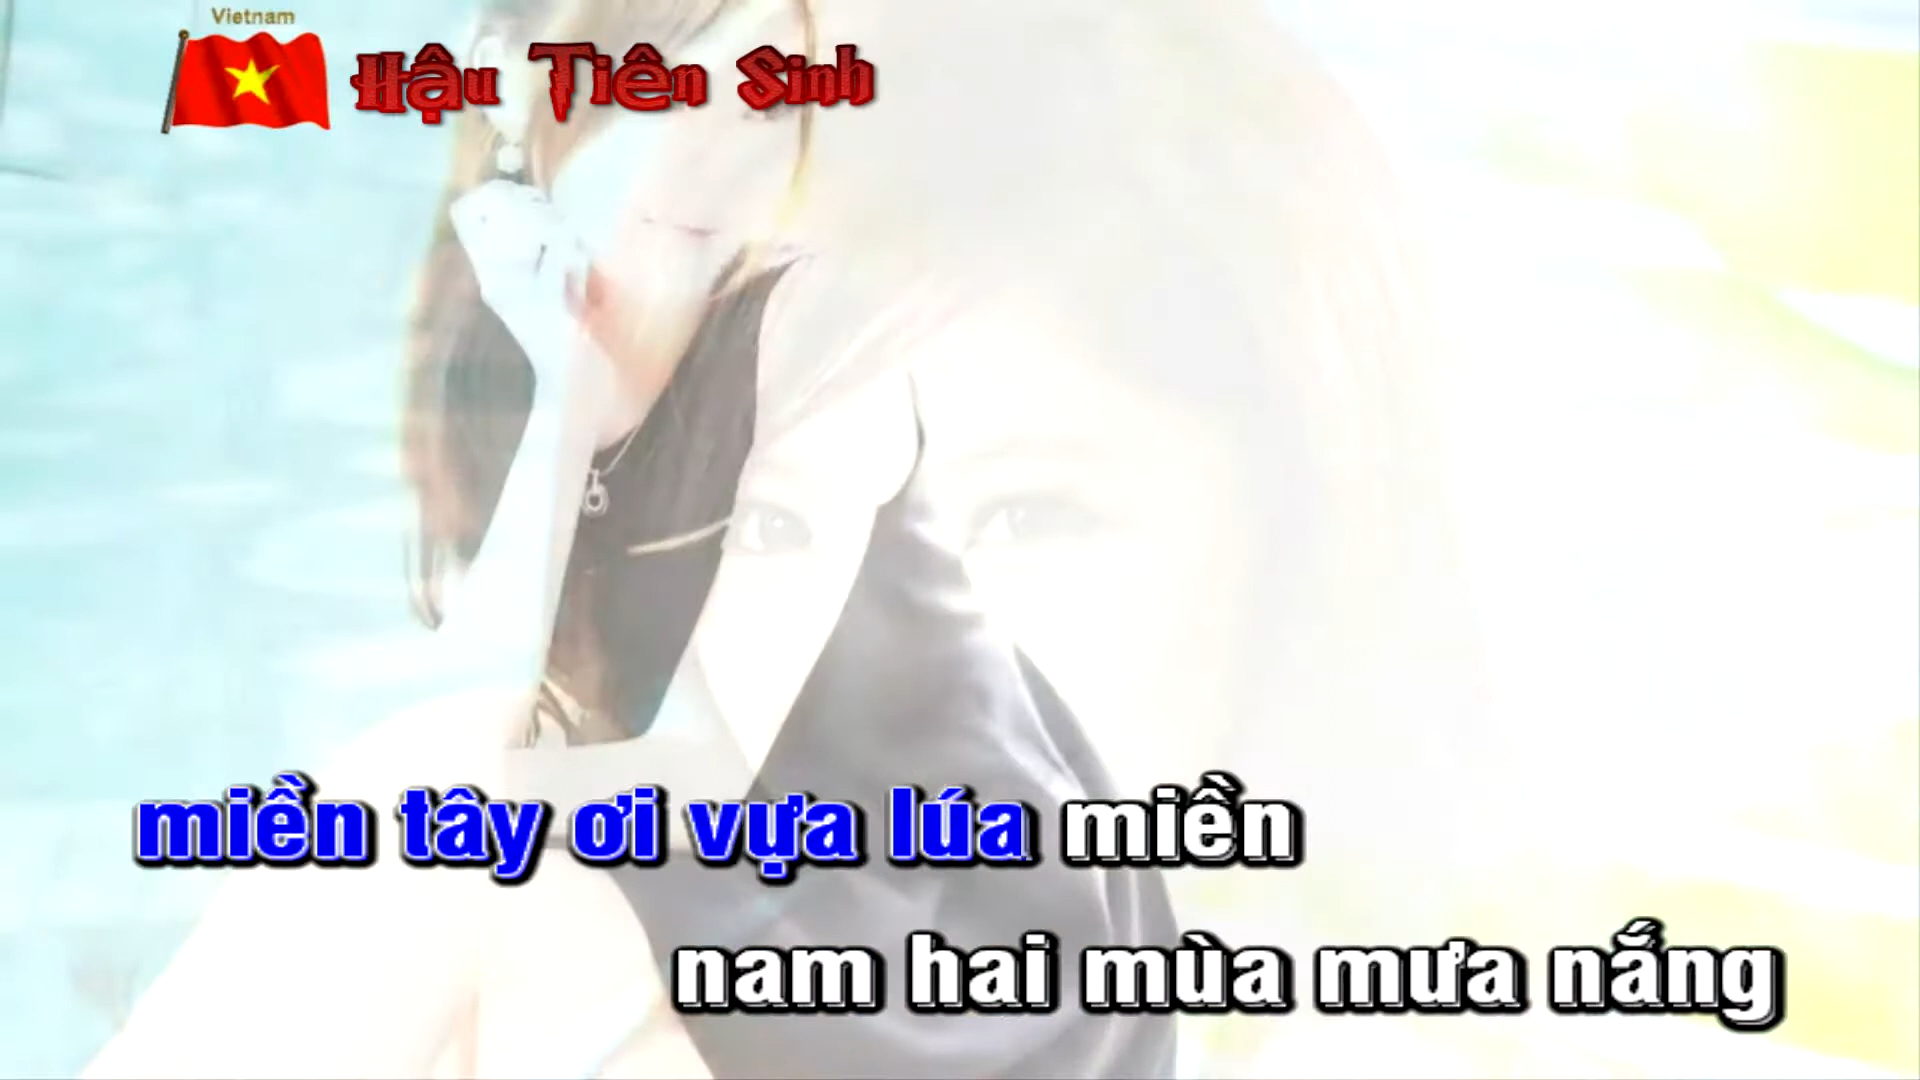 Vietnam
Hậu Tiên Sinh
miền tây ơi vựa lúa miền
nam hai mùa mưa nắng